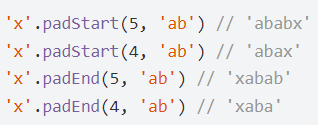 'x'.padStart(5, 'ab') // 'ababx'
'x'.padStart(4, 'ab') // 'abax'
'x'.padEnd(5, 'ab') // 'xabab'
'x'.padEnd(4, 'ab') // 'xaba'